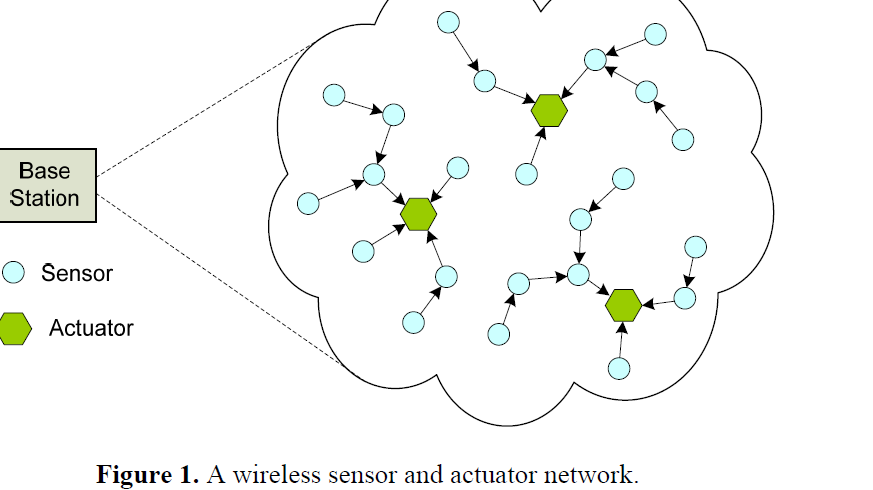 Base
Station
Sensor
Actuator
Figure 1. A wireless sensor and actuator network.